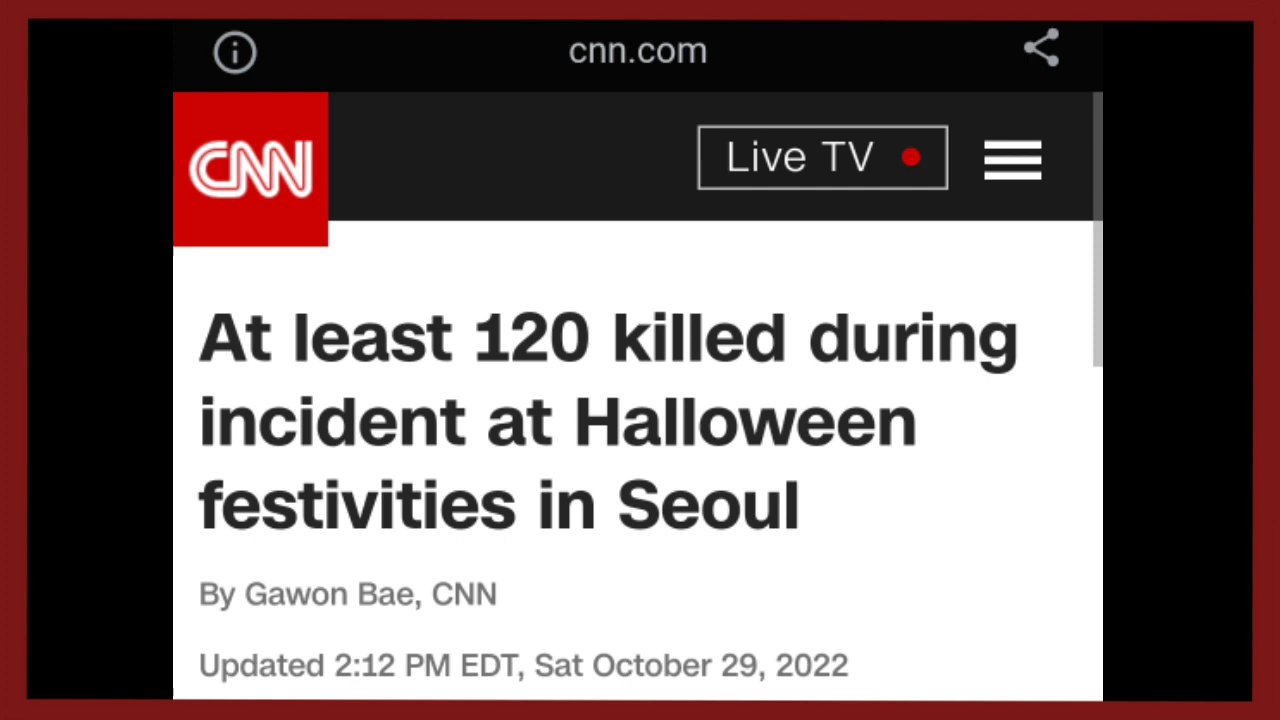 cnn.com
CNN
Live TV
At least 120 killed during
incident at Halloween
festivities in Seoul
By Gawon Bae, CNN
Updated 2:12 PM EDT, Sat October 29, 2022